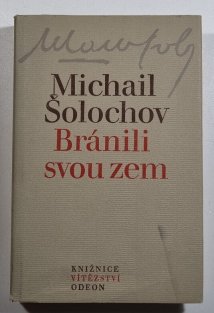 Michail
Šolochov
Bránili
svou zem
KNIŽNICE
VÍTĚZSTVÍ
ODEON